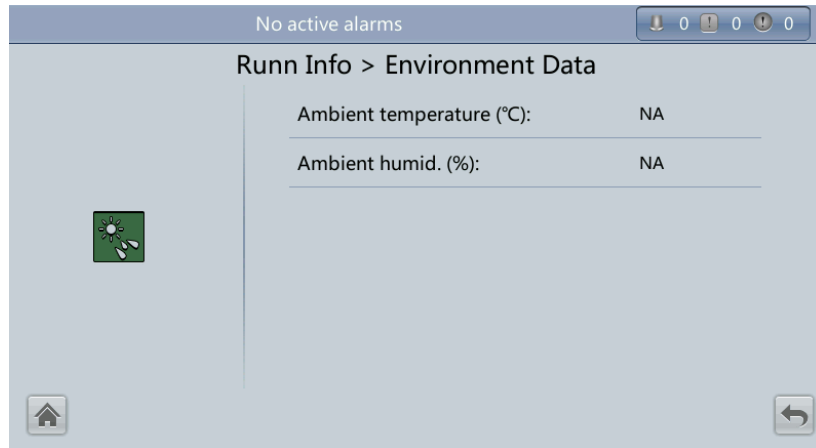 No active alarms 0 0 0
Runn Info > Environment Data
Ambient temperature (℃): NA
Ambient humid. (%): NA